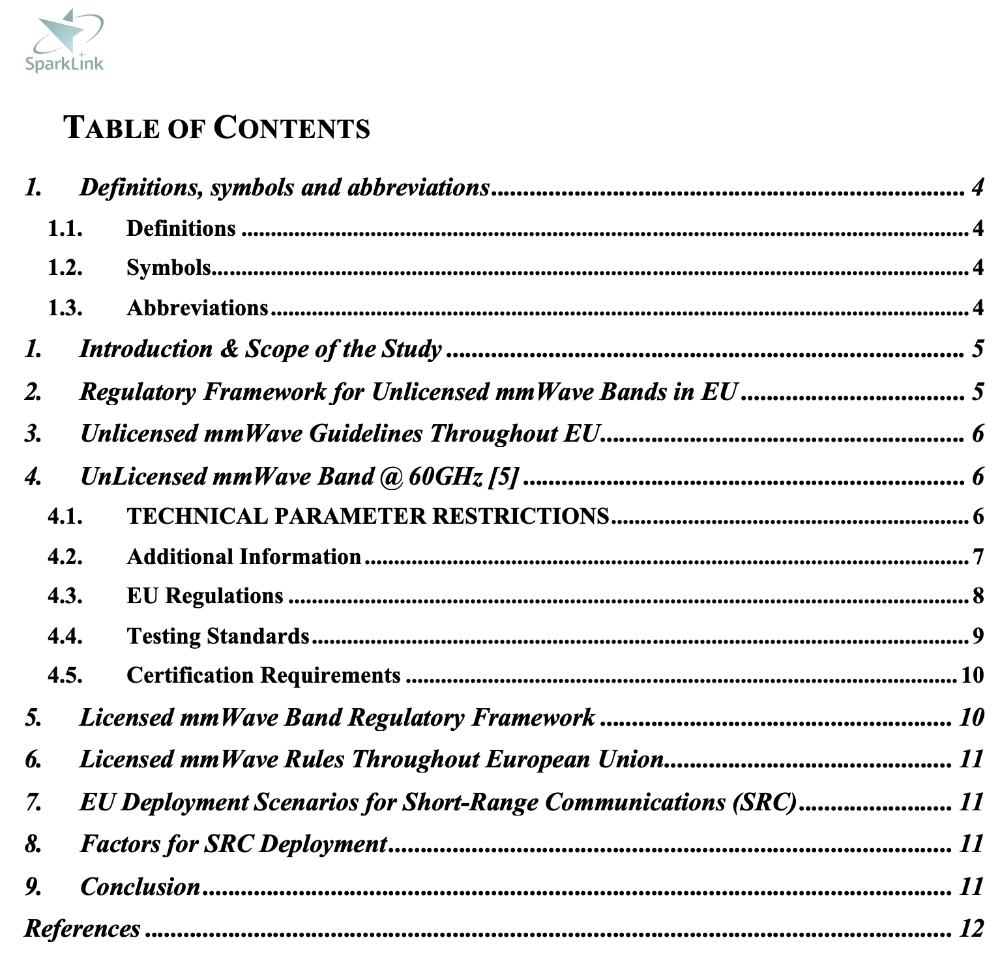 SparkLink
TABLE OF CONTENTS
1. Definitions, symbols and abbreviations.......... 4
1.1. Definitions .......... 4
1.2. Symbols.......... 4
1.3. Abbreviations.......... 4
1. Introduction & Scope of the Study .......... 5
2. Regulatory Framework for Unlicensed mmWave Bands in EU .......... 5
3. Unlicensed mmWave Guidelines Throughout EU.......... 6
4. UnLicensed mmWave Band @ 60GHz [5] .......... 6
4.1. TECHNICAL PARAMETER RESTRICTIONS.......... 6
4.2. Additional Information .......... 7
4.3. EU Regulations .......... 8
4.4. Testing Standards.......... 9
4.5. Certification Requirements .......... 10
5. Licensed mmWave Band Regulatory Framework .......... 10
6. Licensed mmWave Rules Throughout European Union.......... 11
7. EU Deployment Scenarios for Short-Range Communications (SRC).......... 11
8. Factors for SRC Deployment.......... 11
9. Conclusion.......... 11
References .......... 12